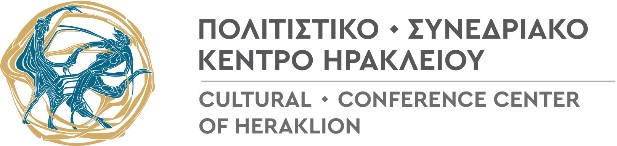 ΠΟΛΙΤΙΣΤΙΚΟ • ΣΥΝΕΔΡΙΑΚΟ
ΚΕΝΤΡΟ ΗΡΑΚΛΕΙΟΥ
CULTURAL • CONFERENCE CENTER
OF HERAKLION